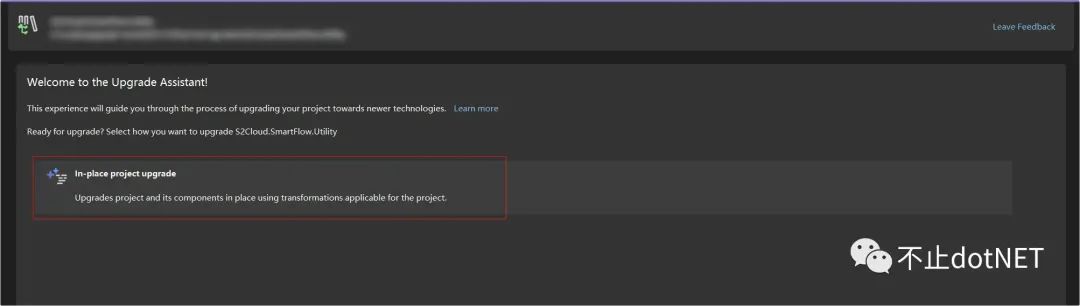 Leave Feedback
Welcome to the Upgrade Assistant!
This experience will guide you through the process of upgrading your project towards newer technologies. Learn more
Ready for upgrade? Select how you want to upgrade S2Cloud.SmartFlow.Utility
In-place project upgrade
Upgrades project and its components in place using transformations applicable for the project.
不止dotNET